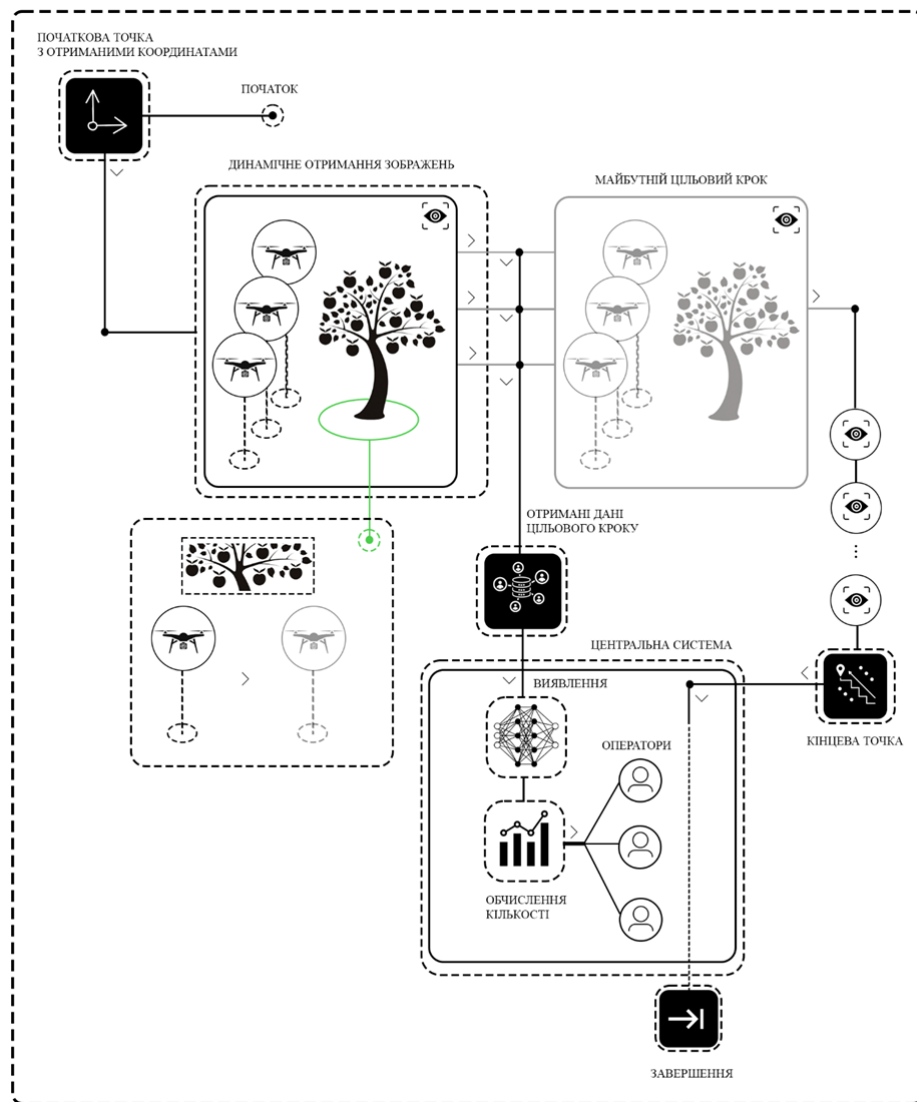 ПОЧАТКОВА ТОЧКА
З ОТРИМАНИМИ КООРДИНАТАМИ
ПОЧАТОК
ДИНАМІЧНЕ ОТРИМАННЯ ЗОБРАЖЕНЬ
МАЙБУТНІЙ ЦІЛЬОВИЙ КРОК
ОТРИМАНІ ДАНІ
ЦІЛЬОВОГО КРОКУ
ЦЕНТРАЛЬНА СИСТЕМА
ВИЯВЛЕННЯ
ОПЕРАТОРИ
КІНЦЕВА ТОЧКА
ОБЧИСЛЕННЯ
КІЛЬКОСТІ
ЗАВЕРШЕННЯ